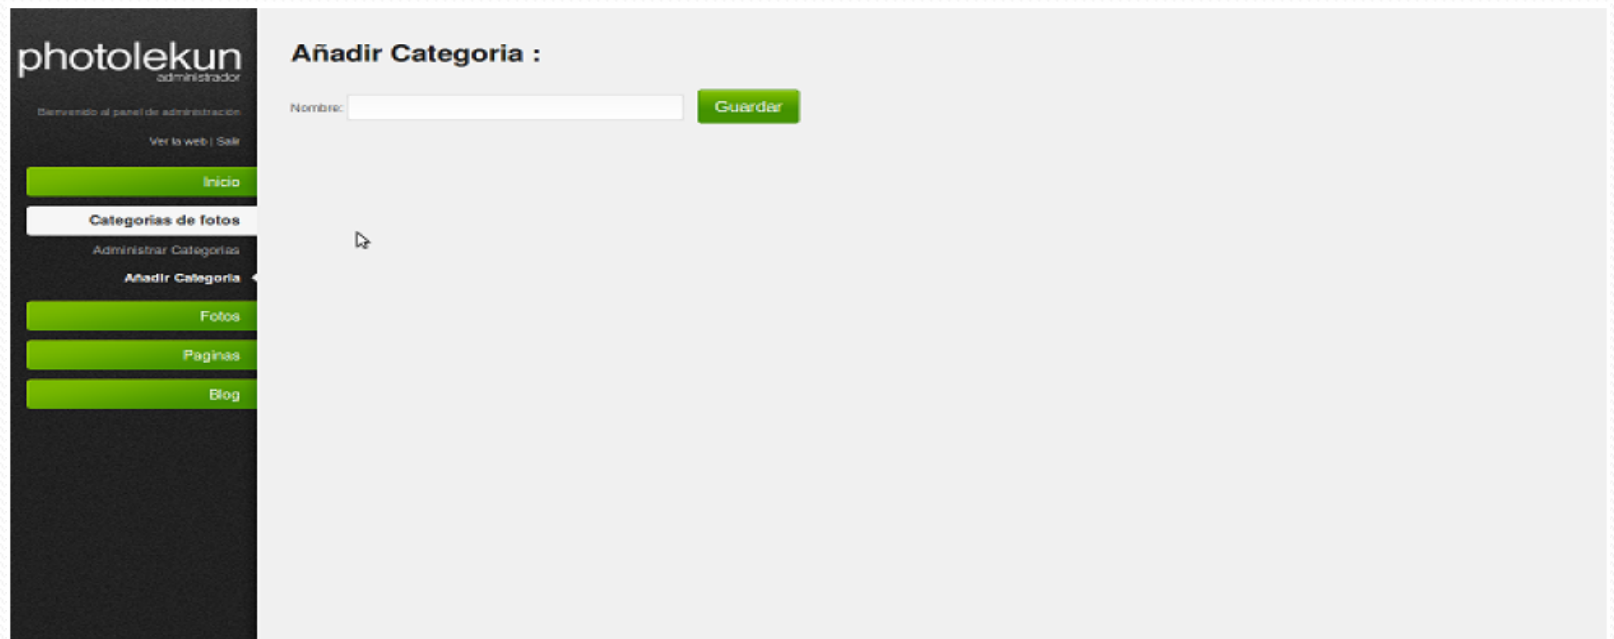 photolekun
administrador
Bienvenido al panel de administración
Ver la web | Salir
Inicio
Categorias de fotos
Administrar Categorias
Añadir Categoria
Fotos
Paginas
Blog
Añadir Categoria :
Nombre:
Guardar